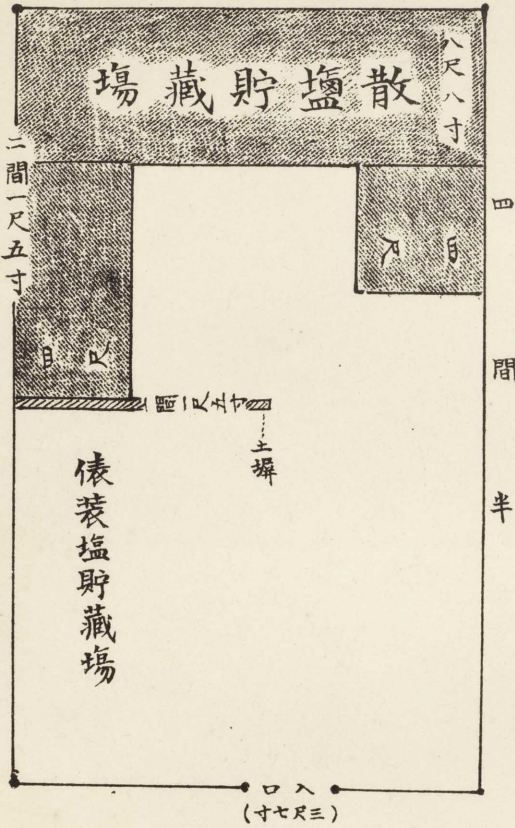 散鹽貯藏場
八尺八寸
二間一尺五寸
四間半
一間一尺五寸
土塀
俵装塩貯藏場
入口
(三尺七寸)